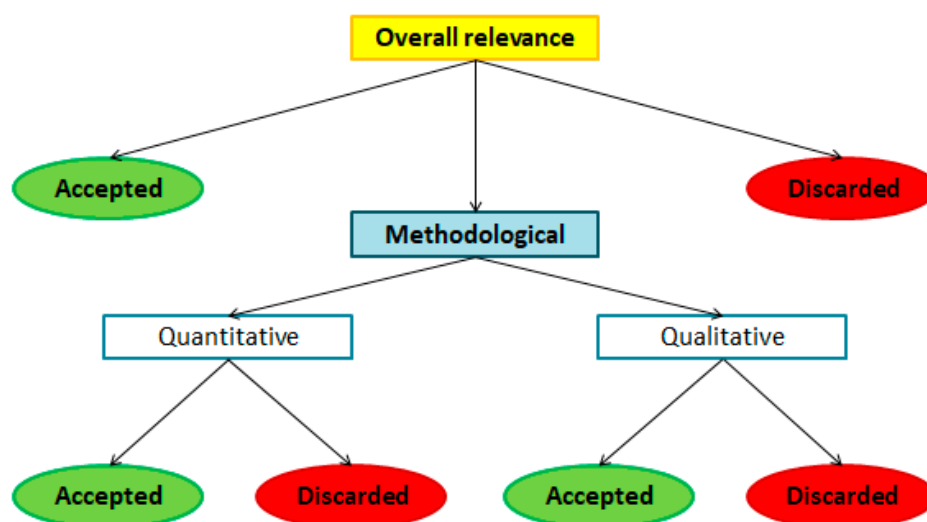 Overall relevance
Accepted
Discarded
Methodological
Quantitative
Qualitative
Accepted
Discarded
Accepted
Discarded